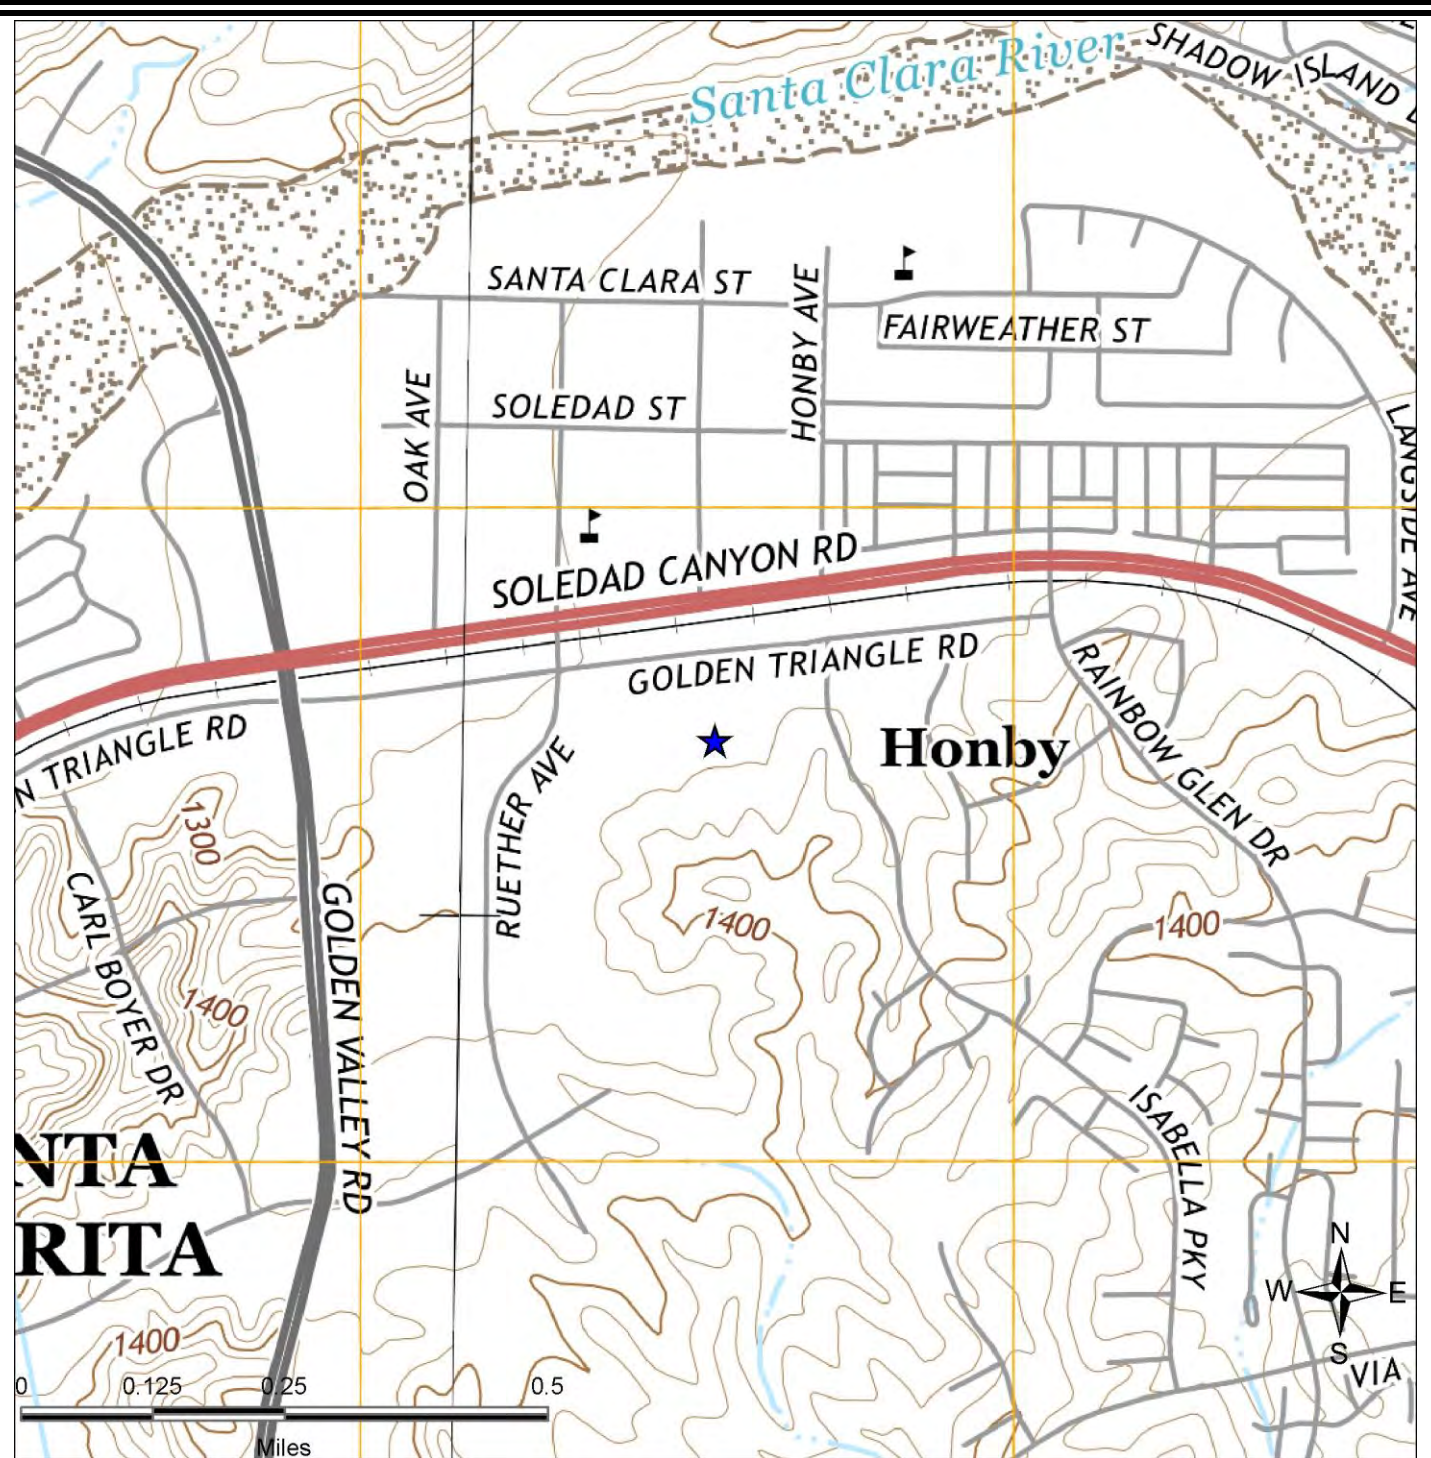 Santa Clara River
SHADOW ISLAND
SANTA CLARA ST
HONBY AVE
FAIRWEATHER ST
OAK AVE
SOLEDAD ST
LANGSIDE AVE
SOLEDAD CANYON RD
GOLDEN TRIANGLE RD
RAINBOW GLEN DR
N TRIANGLE RD
Honby
RUETHER AVE
1300
CARL BOYER DR
GOLDEN VALLEY RD
1400
1400
1400
ISABELLA PKY
NTA
RITA
N
W E
S
VIA
1400
0 0.125 0.25 0.5
Miles